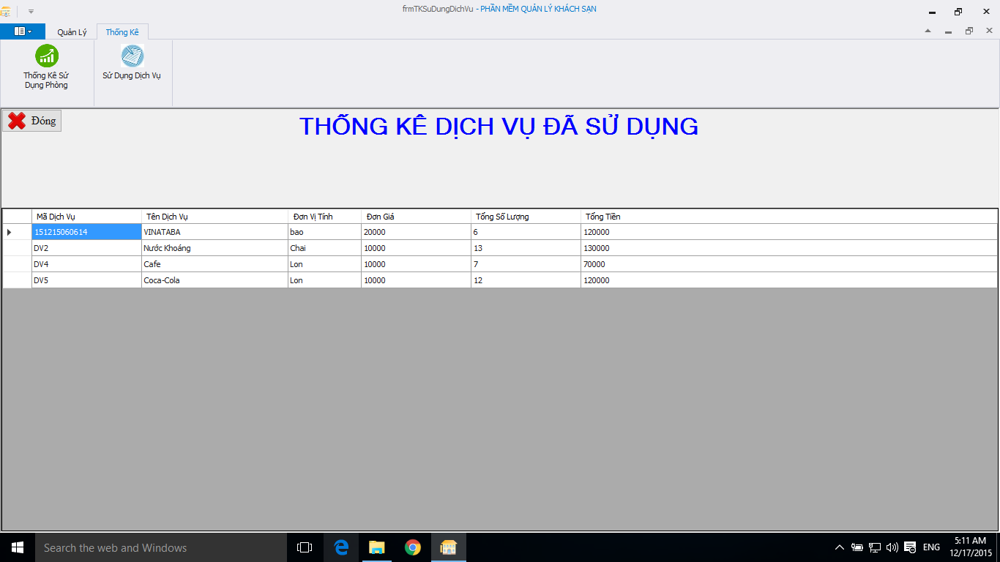 frmTKSuDungDichVu - PHẦN MỀM QUẢN LÝ KHÁCH SẠN
Quản Lý Thống Kê
Thống Kê Sử Dụng Phòng
Sử Dụng Dịch Vụ
Đóng
THỐNG KÊ DỊCH VỤ ĐÃ SỬ DỤNG
Mã Dịch Vụ Tên Dịch Vụ Đơn Vị Tính Đơn Giá Tổng Số Lượng Tổng Tiền
151215060614 VINATABA bao 20000 6 120000
DV2 Nước Khoáng Chai 10000 13 130000
DV4 Cafe Lon 10000 7 70000
DV5 Coca-Cola Lon 10000 12 120000
Search the web and Windows
ENG
5:11 AM
12/17/2015